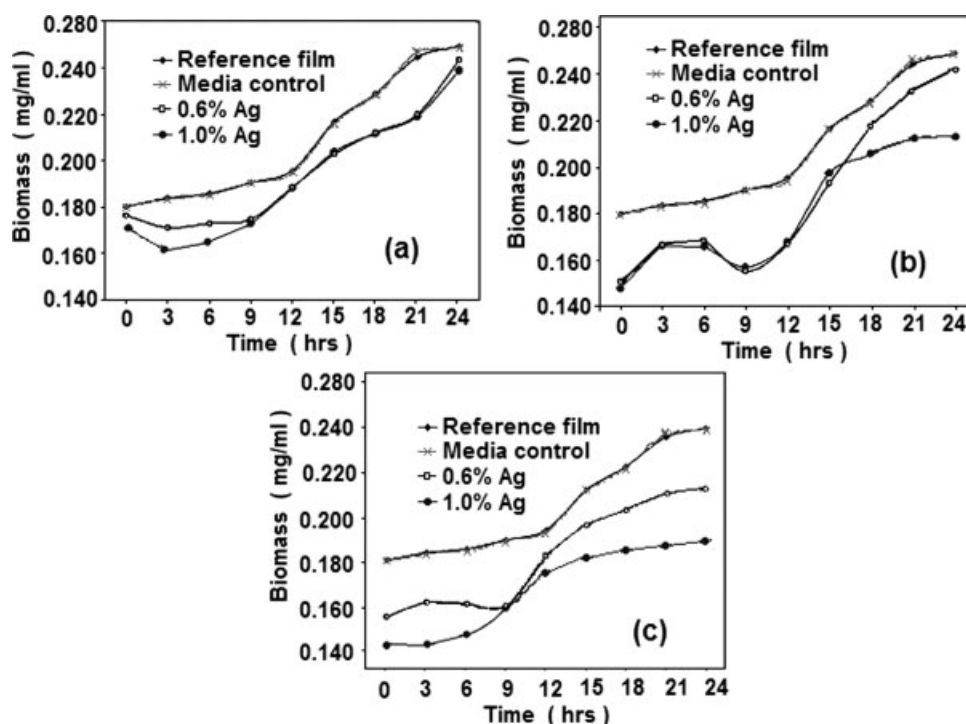 0.280
0.240
0.220
0.200
0.180
0.160
0.140
Biomass ( mg/ml )
Reference film
Media control
0.6% Ag
1.0% Ag
(a)
0 3 6 9 12 15 18 21 24
Time ( hrs )
0.280
0.240
0.220
0.200
0.180
0.160
0.140
Biomass ( mg/ml )
Reference film
Media control
0.6% Ag
1.0% Ag
(b)
0 3 6 9 12 15 18 21 24
Time ( hrs )
0.280
0.240
0.220
0.200
0.180
0.160
0.140
Biomass ( mg/ml )
Reference film
Media control
0.6% Ag
1.0% Ag
(c)
0 3 6 9 12 15 18 21 24
Time ( hrs )